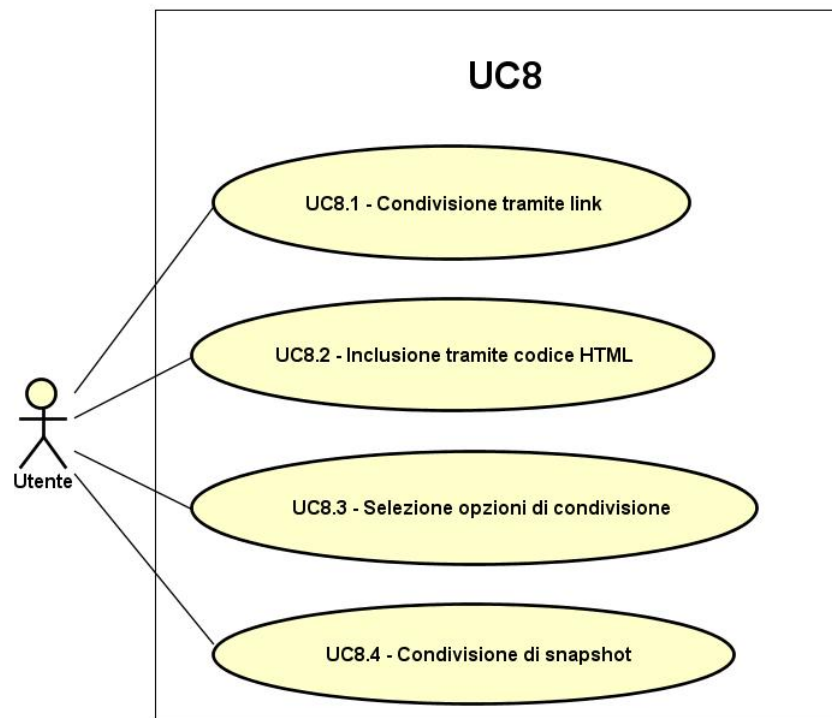 UC8
UC8.1 - Condivisione tramite link
UC8.2 - Inclusione tramite codice HTML
Utente
UC8.3 - Selezione opzioni di condivisione
UC8.4 - Condivisione di snapshot